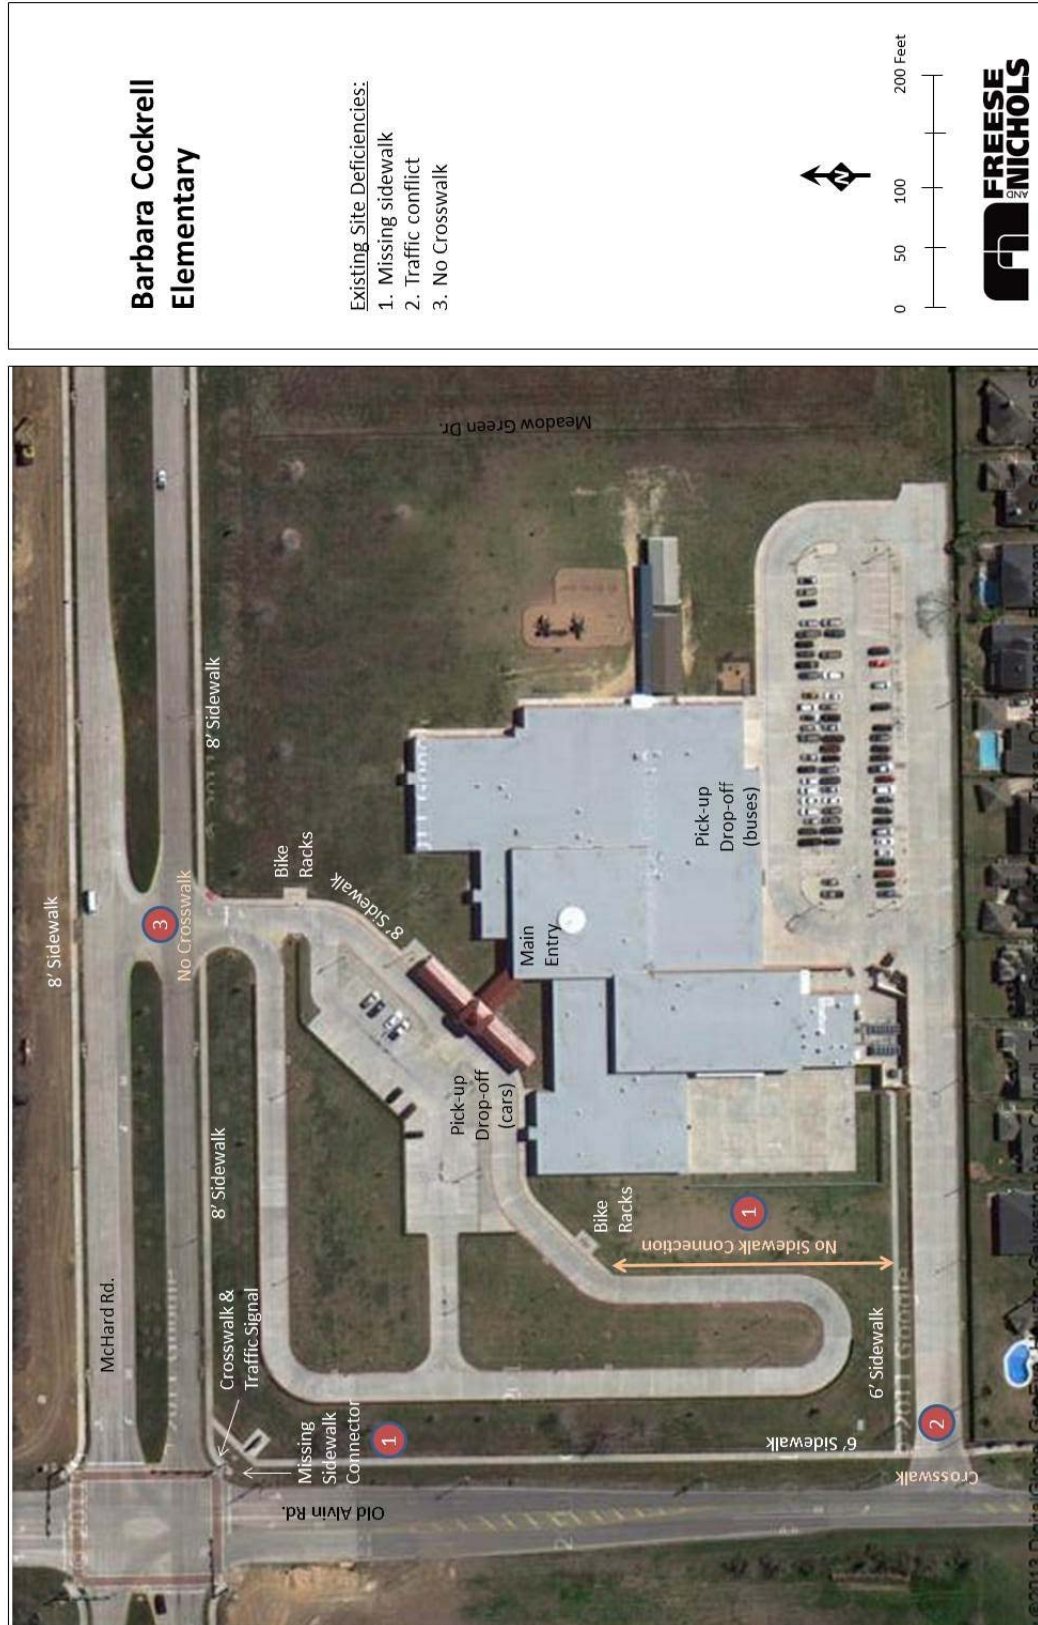 Barbara Cockrell
Elementary
Existing Site Deficiencies:
1. Missing sidewalk
2. Traffic conflict
3. No Crosswalk
N
0 50 100 200 Feet
FREESE
AND
NICHOLS
8' Sidewalk
McHard Rd.
3
No Crosswalk
8' Sidewalk
8' Sidewalk
Crosswalk &
Traffic Signal
Missing
Sidewalk
Connector
1
Old Alvin Rd.
Bike
Racks
8' Sidewalk
Meadow Green Dr.
Main
Entry
Pick-up
Drop-off
(cars)
Pick-up
Drop-off
(buses)
Bike
Racks
1
No Sidewalk Connection
6' Sidewalk
6' Sidewalk
2011 Google
2
Crosswalk